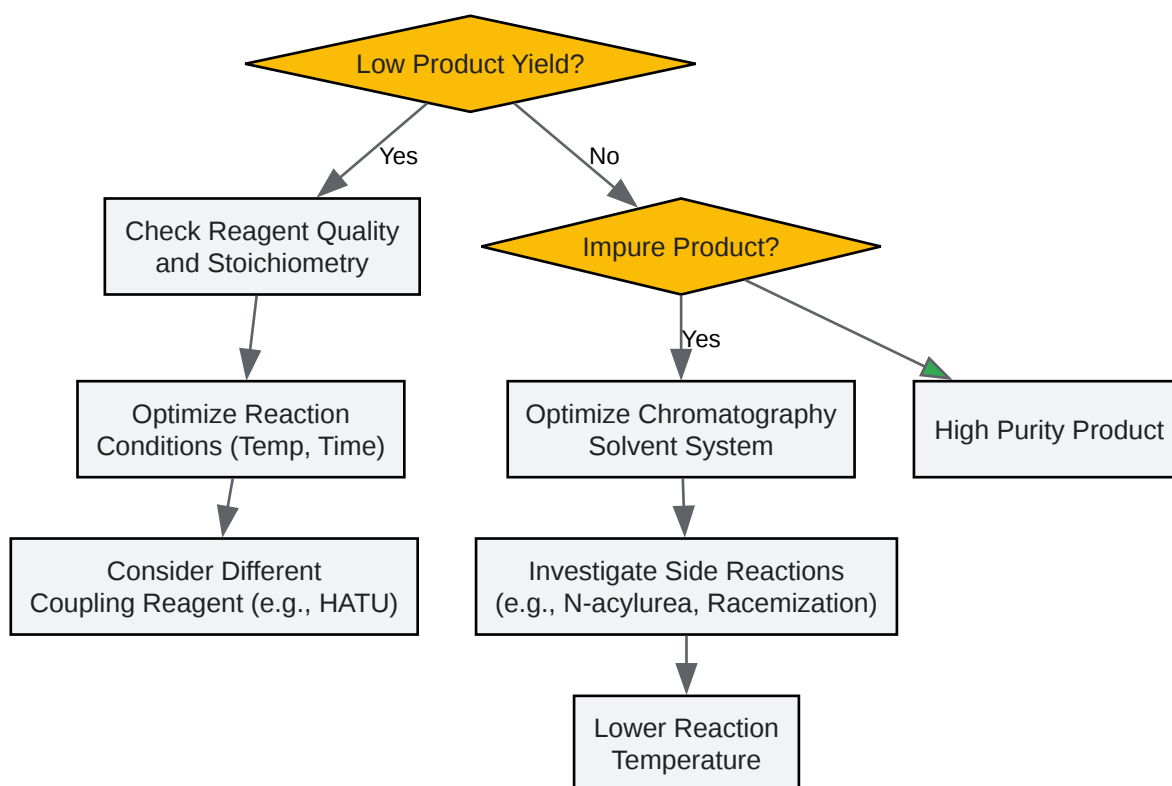 Low Product Yield?
Yes
No
Check Reagent Quality
and Stoichiometry
Impure Product?
Yes
Optimize Reaction
Conditions (Temp, Time)
Optimize Chromatography
Solvent System
High Purity Product
Consider Different
Coupling Reagent (e.g., HATU)
Investigate Side Reactions
(e.g., N-acylurea, Racemization)
Lower Reaction
Temperature